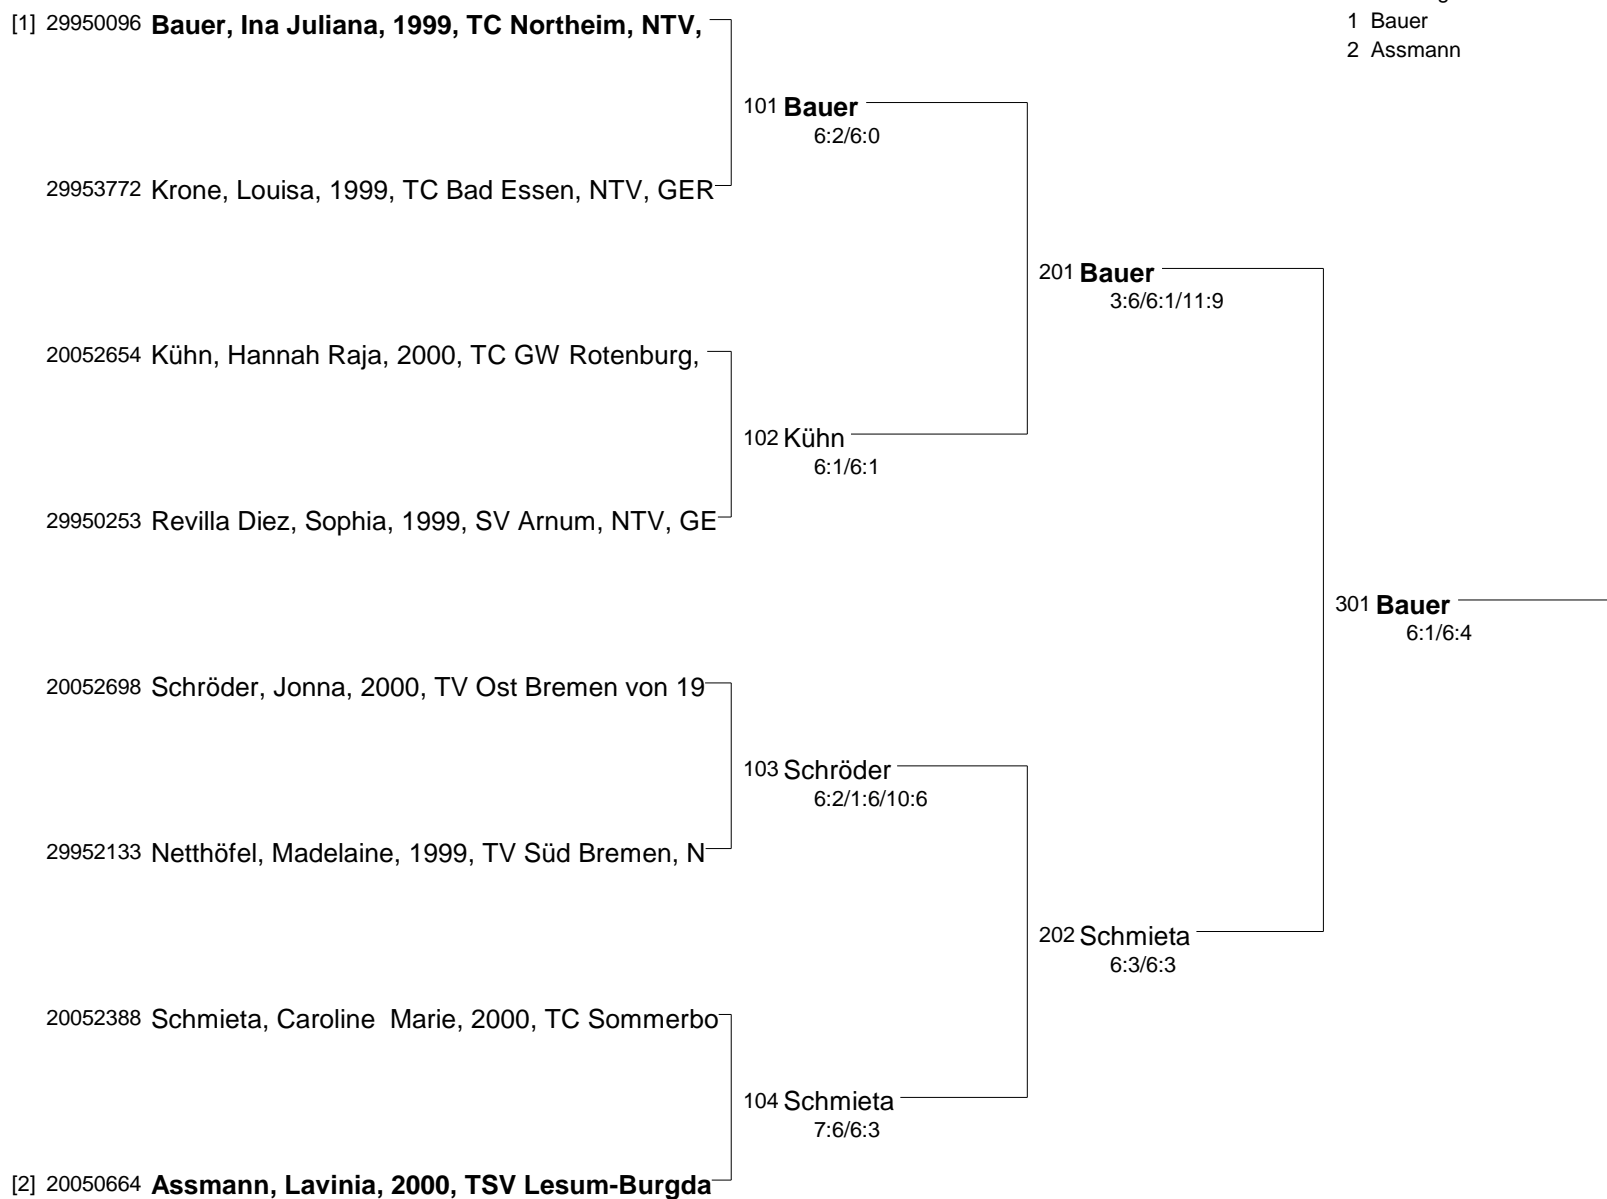 1 Bauer
2 Assmann
[1] 29950096 Bauer, Ina Juliana, 1999, TC Northeim, NTV,
101 Bauer
6:2/6:0
29953772 Krone, Louisa, 1999, TC Bad Essen, NTV, GER
201 Bauer
3:6/6:1/11:9
20052654 Kühn, Hannah Raja, 2000, TC GW Rotenburg,
102 Kühn
6:1/6:1
29950253 Revilla Diez, Sophia, 1999, SV Arnum, NTV, GE
301 Bauer
6:1/6:4
20052698 Schröder, Jonna, 2000, TV Ost Bremen von 19
103 Schröder
6:2/1:6/10:6
29952133 Netthöfel, Madelaine, 1999, TV Süd Bremen, N
202 Schmieta
6:3/6:3
20052388 Schmieta, Caroline  Marie, 2000, TC Sommerbo
104 Schmieta
7:6/6:3
[2] 20050664 Assmann, Lavinia, 2000, TSV Lesum-Burgda